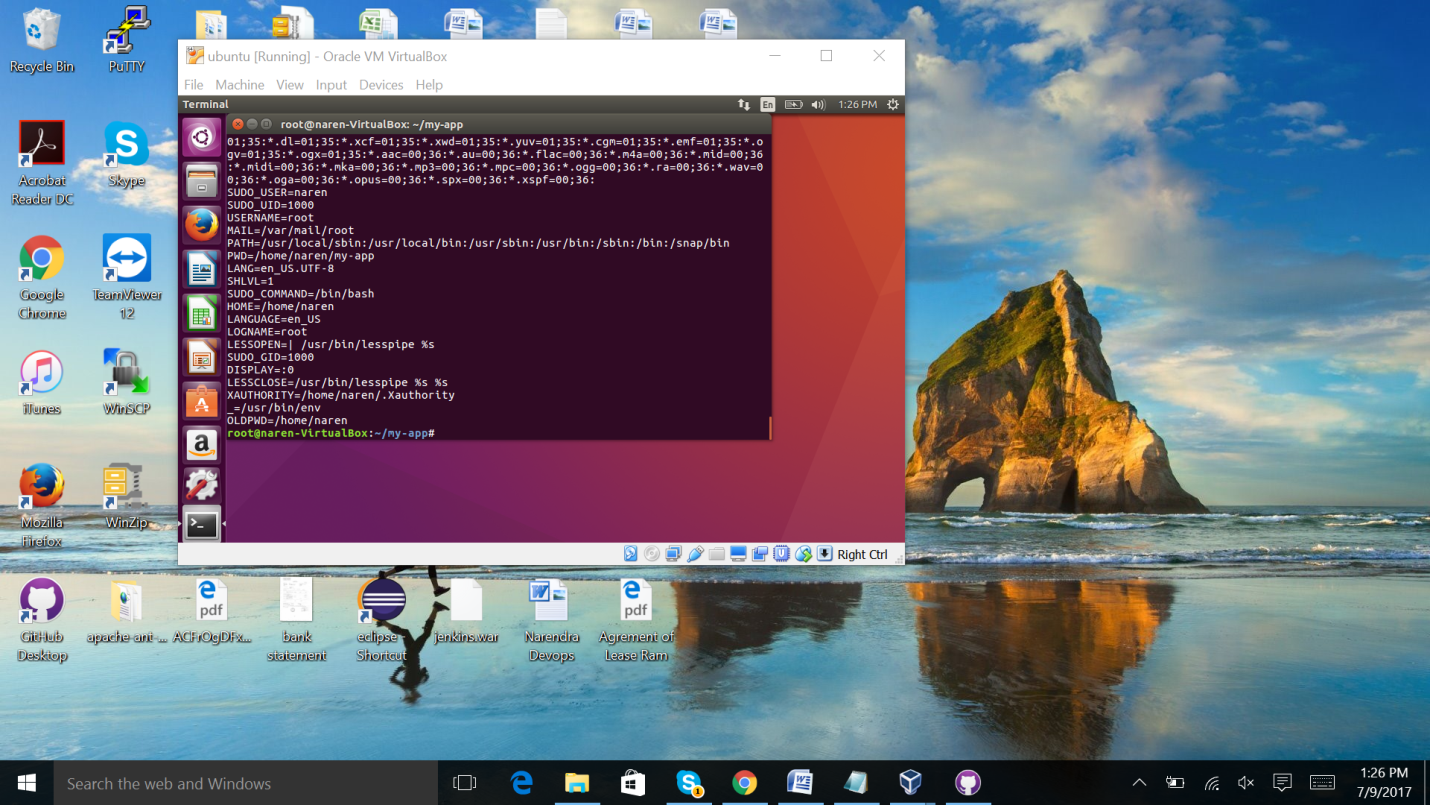 ubuntu [Running] - Oracle VM VirtualBox
File Machine View Input Devices Help
Terminal
En
1:26 PM
root@naren-VirtualBox: ~/my-app
01;35:*.dl=01;35:*.xcf=01;35:*.xwd=01;35:*.yuv=01;35:*.cgm=01;35:*.emf=01;35:*.o
gv=01;35:*.ogx=01;35:*.aac=00;36:*.au=00;36:*.flac=00;36:*.m4a=00;36:*.mid=00;36
:*.midi=00;36:*.mka=00;36:*.mp3=00;36:*.mpc=00;36:*.ogg=00;36:*.ra=00;36:*.wav=0
0;36:*.oga=00;36:*.opus=00;36:*.spx=00;36:*.xspf=00;36:
SUDO_USER=naren
SUDO_UID=1000
USERNAME=root
MAIL=/var/mail/root
PATH=/usr/local/sbin:/usr/local/bin:/usr/sbin:/usr/bin:/sbin:/bin:/snap/bin
PWD=/home/naren/my-app
LANG=en_US.UTF-8
SHLVL=1
SUDO_COMMAND=/bin/bash
HOME=/home/naren
LANGUAGE=en_US
LOGNAME=root
LESSOPEN=| /usr/bin/lesspipe %s
SUDO_GID=1000
DISPLAY=:0
LESSCLOSE=/usr/bin/lesspipe %s %s
XAUTHORITY=/home/naren/.Xauthority
_=/usr/bin/env
OLDPWD=/home/naren
root@naren-VirtualBox:~/my-app#
Right Ctrl
Recycle Bin
PuTTY
Acrobat
Reader DC
Skype
Google
Chrome
TeamViewer
12
iTunes
WinSCP
Mozilla
Firefox
WinZip
GitHub
Desktop
apache-ant-...
ACFrOgDFx...
bank
statement
eclipse -
Shortcut
jenkins.war
Narendra
Devops
Agrement of
Lease Ram
pdf
pdf
Search the web and Windows
1
1:26 PM
7/9/2017